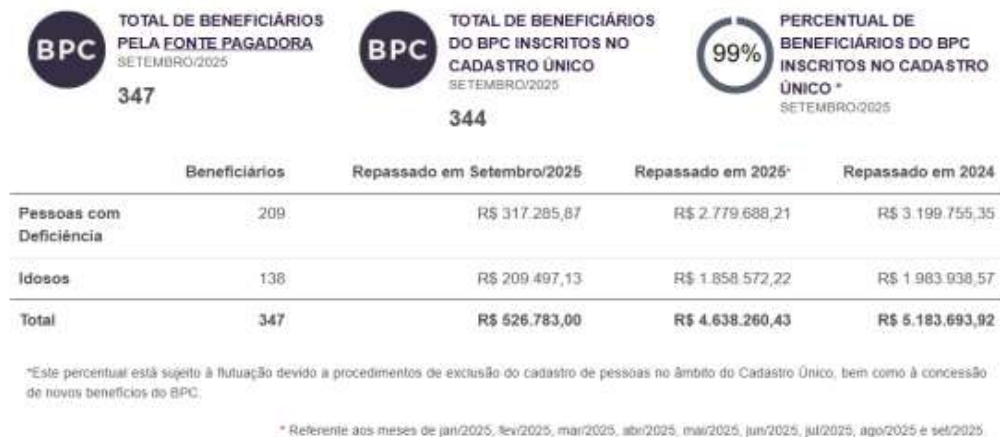 BPC
TOTAL DE BENEFICIÁRIOS
PELA FONTE PAGADORA
SETEMBRO/2025
347
BPC
TOTAL DE BENEFICIÁRIOS
DO BPC INSCRITOS NO
CADASTRO ÚNICO
SETEMBRO/2025
344
99%
PERCENTUAL DE
BENEFICIÁRIOS DO BPC
INSCRITOS NO CADASTRO
ÚNICO *
SETEMBRO/2025
Beneficiários Repassado em Setembro/2025 Repassado em 2025* Repassado em 2024
Pessoas com
Deficiência 209 R$ 317.285,87 R$ 2.779.688,21 R$ 3.199.755,35
Idosos 138 R$ 209.497,13 R$ 1.858.572,22 R$ 1.983.938,57
Total 347 R$ 526.783,00 R$ 4.638.260,43 R$ 5.183.693,92
*Este percentual está sujeito à flutuação devido a procedimentos de exclusão do cadastro de pessoas no âmbito do Cadastro Único, bem como à concessão
de novos benefícios do BPC.
* Referente aos meses de jan/2025, fev/2025, mar/2025, abr/2025, mai/2025, jun/2025, jul/2025, ago/2025 e set/2025